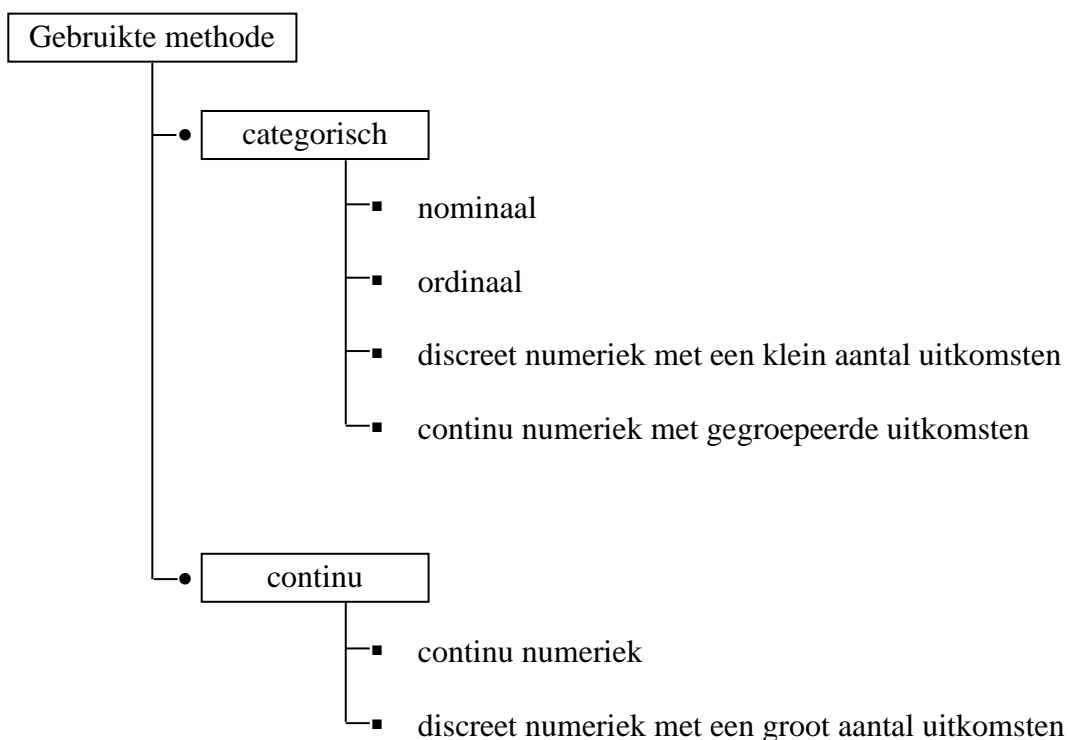 Gebruikte methode
categorisch
nominaal
ordinaal
discreet numeriek met een klein aantal uitkomsten
continu numeriek met gegroepeerde uitkomsten
continu
continu numeriek
discreet numeriek met een groot aantal uitkomsten